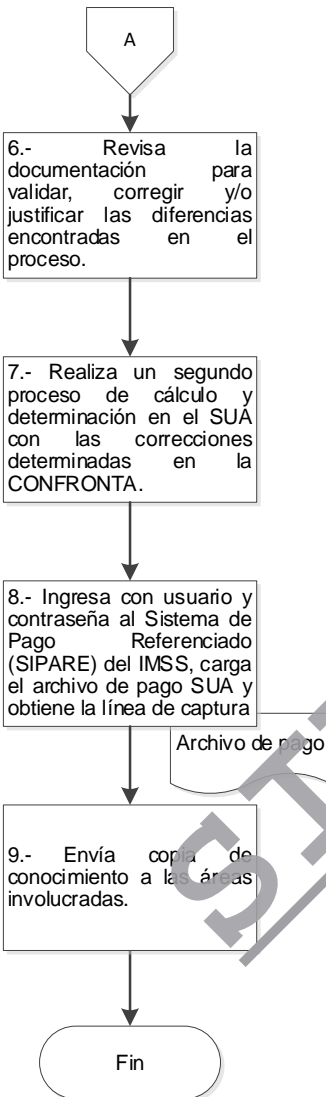 A
6.- Revisa la
documentación para
validar, corregir y/o
justificar las diferencias
encontradas en el
proceso.
7.- Realiza un segundo
proceso de cálculo y
determinación en el SUA
con las correcciones
determinadas en la
CONFRONTA.
8.- Ingresa con usuario y
contraseña al Sistema de
Pago Referenciado
(SIPARE) del IMSS, carga
el archivo de pago SUA y
obtiene la línea de captura
Archivo de pago
9.- Envía copia de
conocimiento a las áreas
involucradas.
Fin